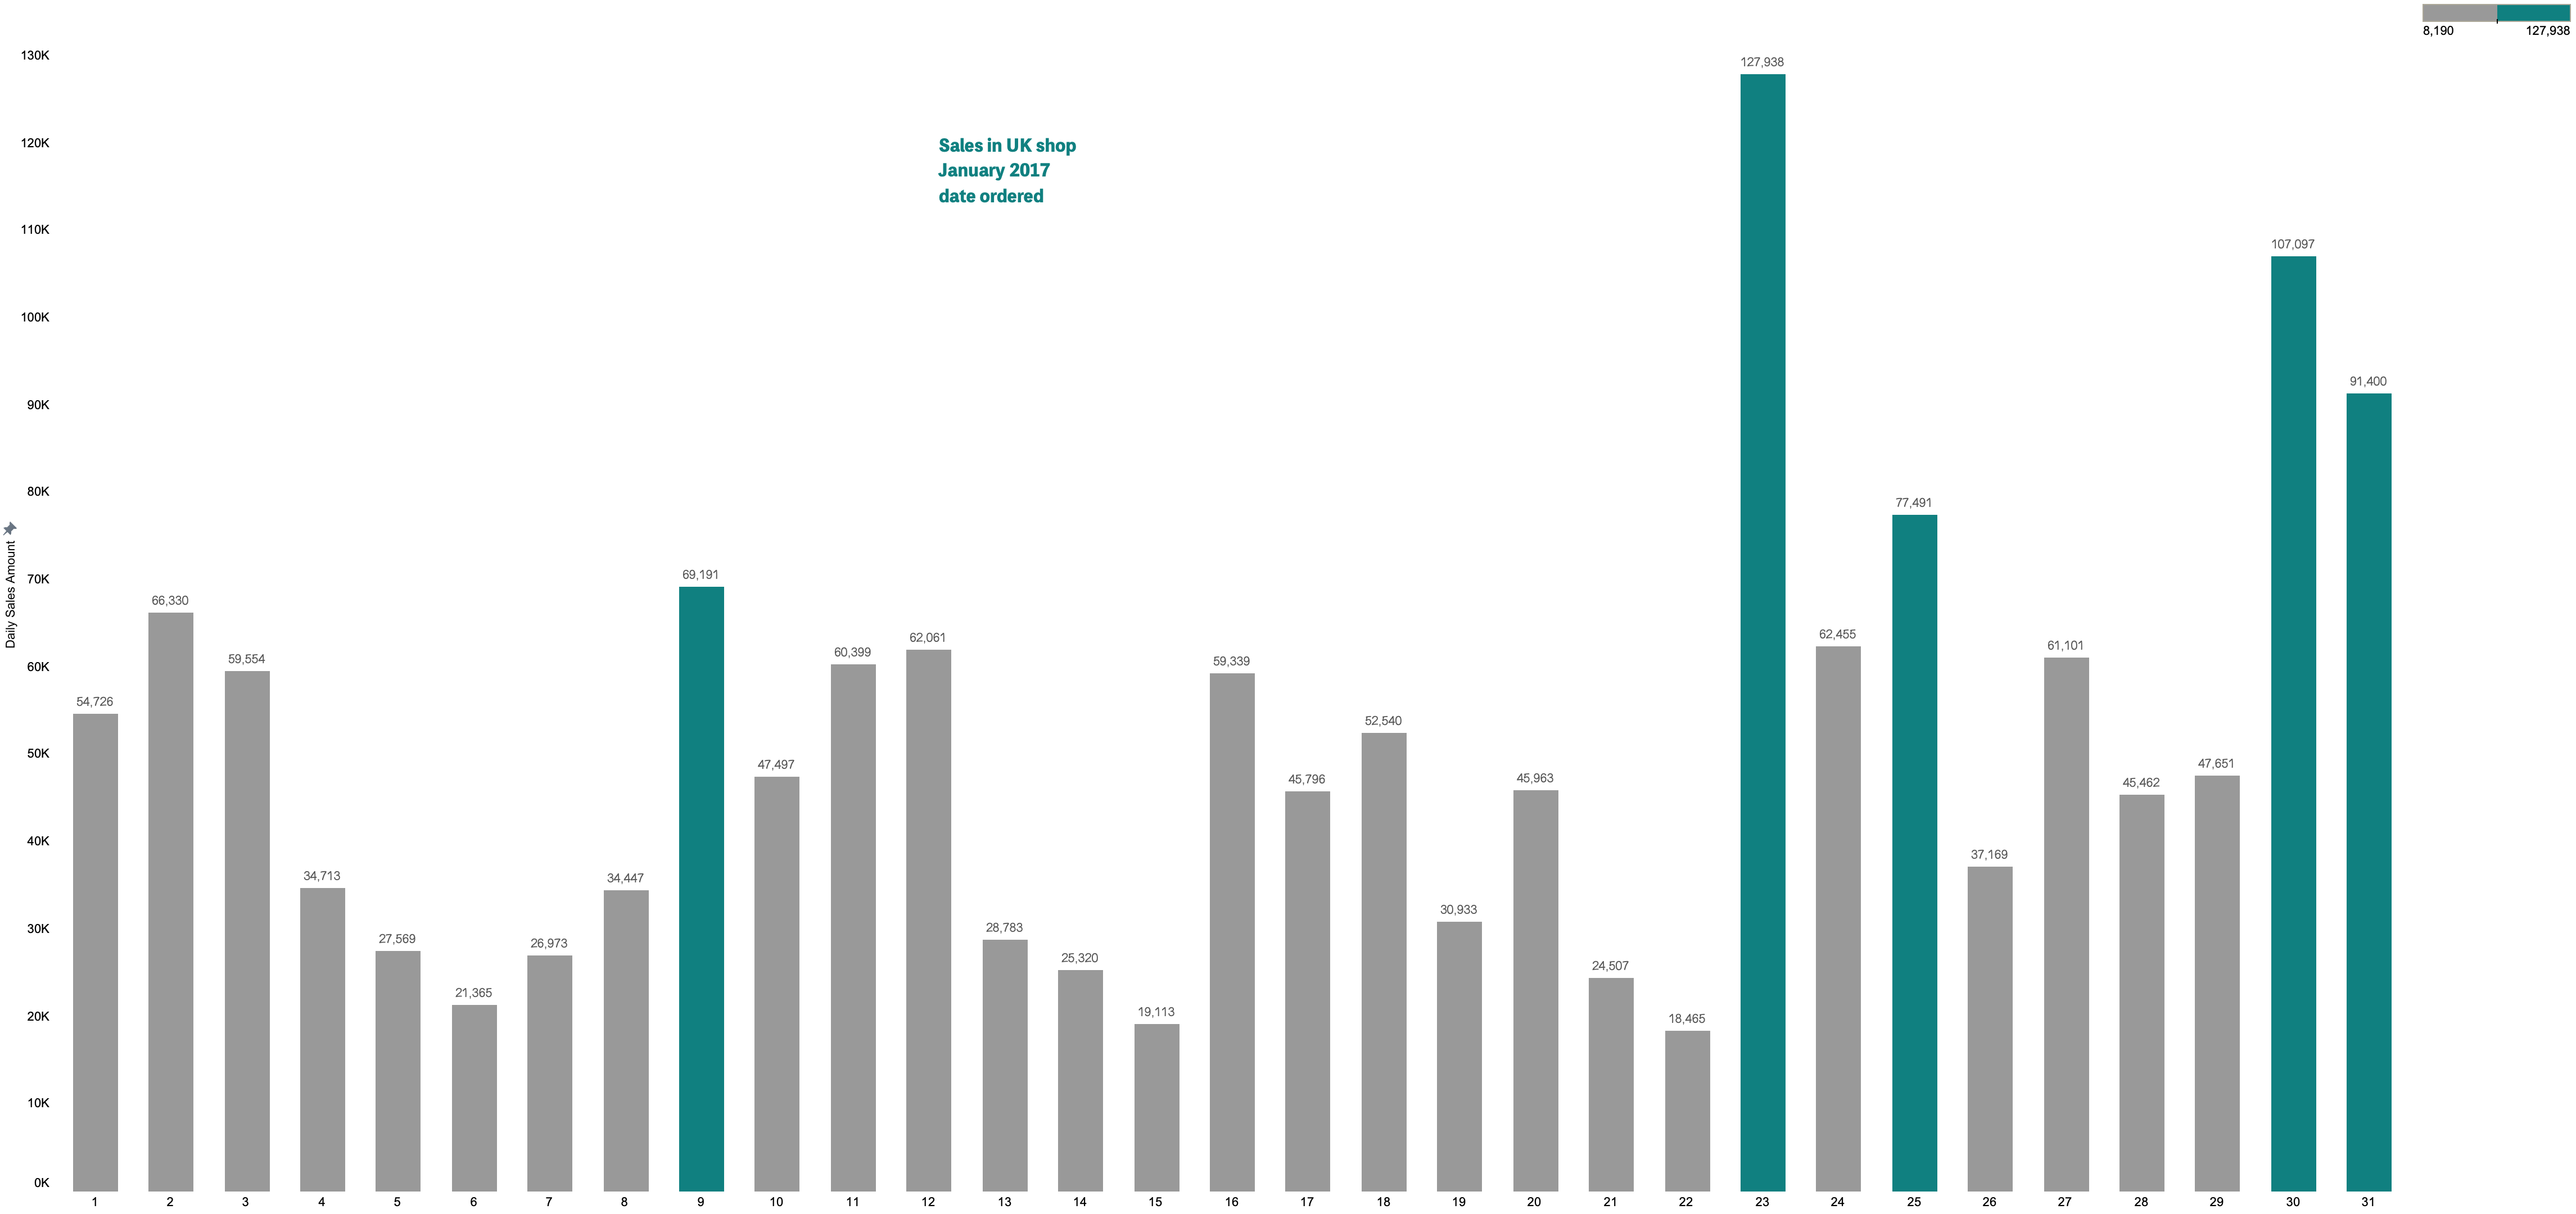 8,190 127,938
130K
120K
110K
100K
90K
80K
70K
60K
50K
40K
30K
20K
10K
0K
Daily Sales Amount
Sales in UK shop
January 2017
date ordered
54,726
66,330
59,554
34,713
27,569
21,365
26,973
34,447
69,191
47,497
60,399
62,061
28,783
25,320
19,113
59,339
45,796
52,540
30,933
45,963
24,507
18,465
127,938
62,455
77,491
37,169
61,101
45,462
47,651
107,097
91,400
1 2 3 4 5 6 7 8 9 10 11 12 13 14 15 16 17 18 19 20 21 22 23 24 25 26 27 28 29 30 31